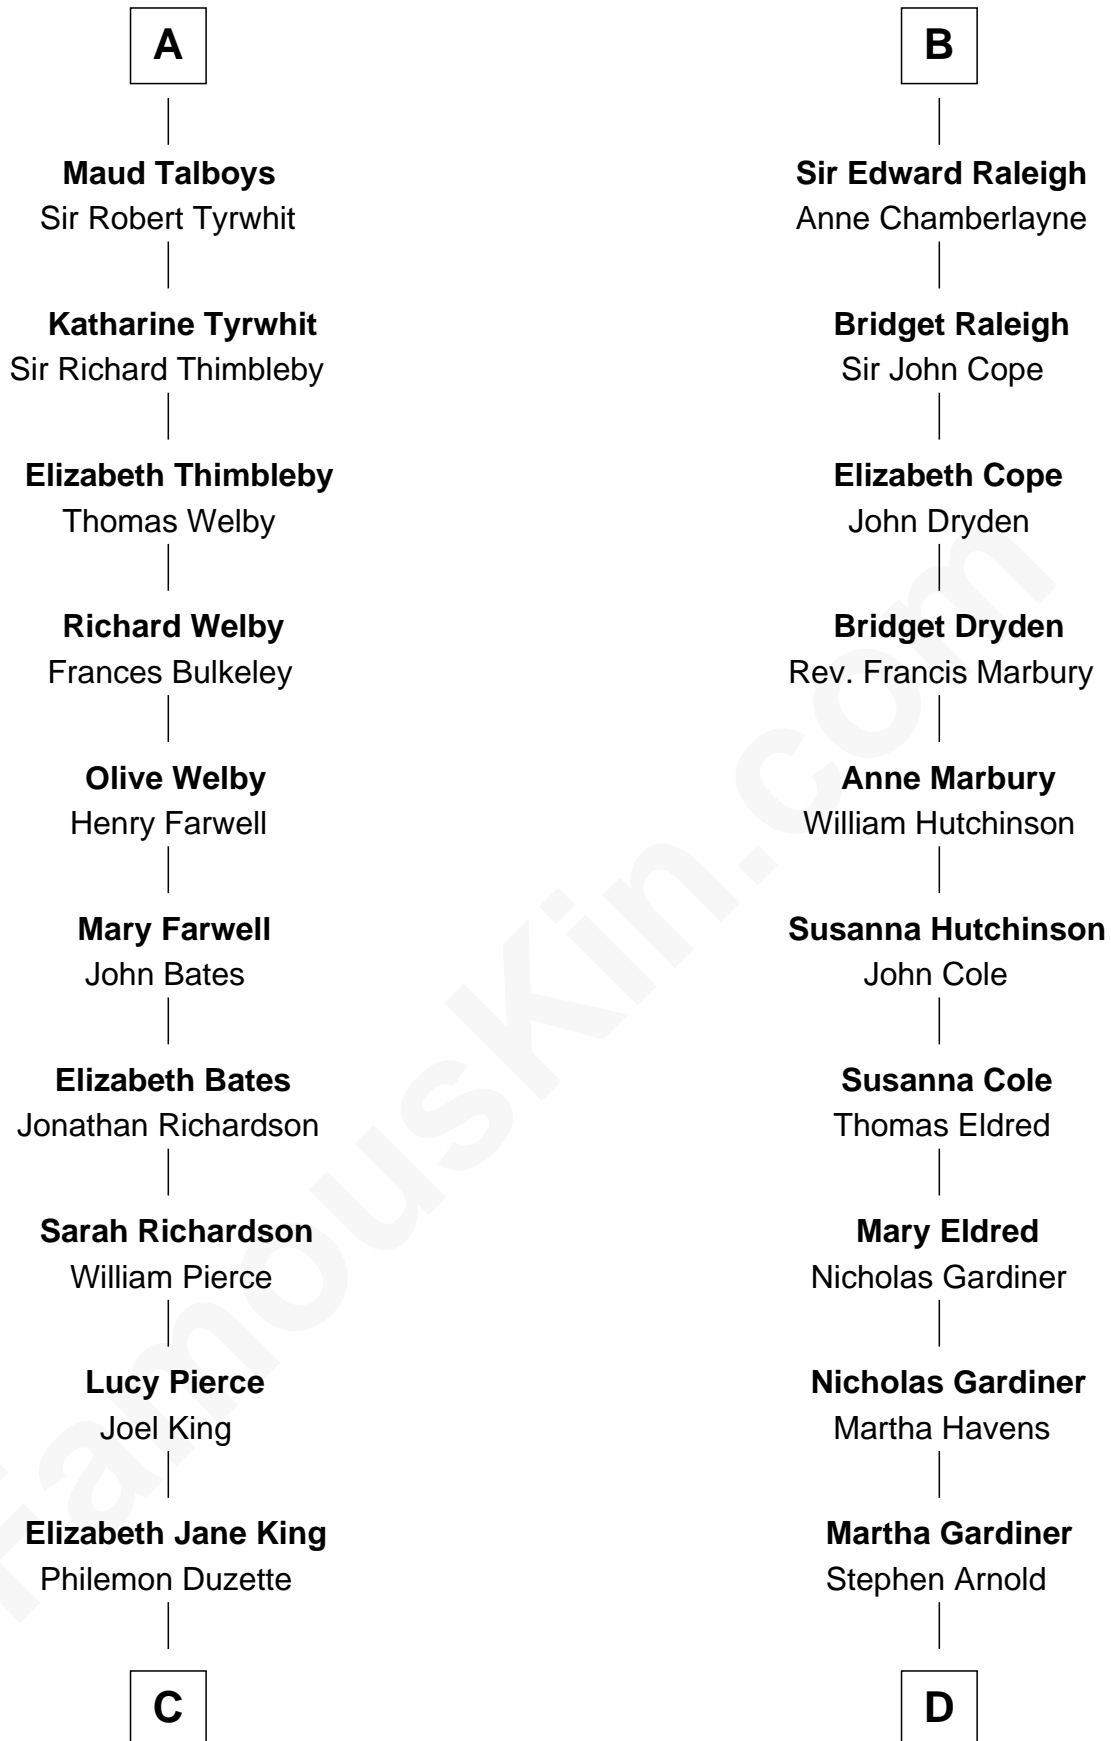 A
Maud Talboys
Sir Robert Tyrwhit
Katharine Tyrwhit
Sir Richard Thimbleby
Elizabeth Thimbleby
Thomas Welby
Richard Welby
Frances Bulkeley
Olive Welby
Henry Farwell
Mary Farwell
John Bates
Elizabeth Bates
Jonathan Richardson
Sarah Richardson
William Pierce
Lucy Pierce
Joel King
Elizabeth Jane King
Philemon Duzette
C
B
Sir Edward Raleigh
Anne Chamberlayne
Bridget Raleigh
Sir John Cope
Elizabeth Cope
John Dryden
Bridget Dryden
Rev. Francis Marbury
Anne Marbury
William Hutchinson
Susanna Hutchinson
John Cole
Susanna Cole
Thomas Eldred
Mary Eldred
Nicholas Gardiner
Nicholas Gardiner
Martha Havens
Martha Gardiner
Stephen Arnold
D
FamousKin.com